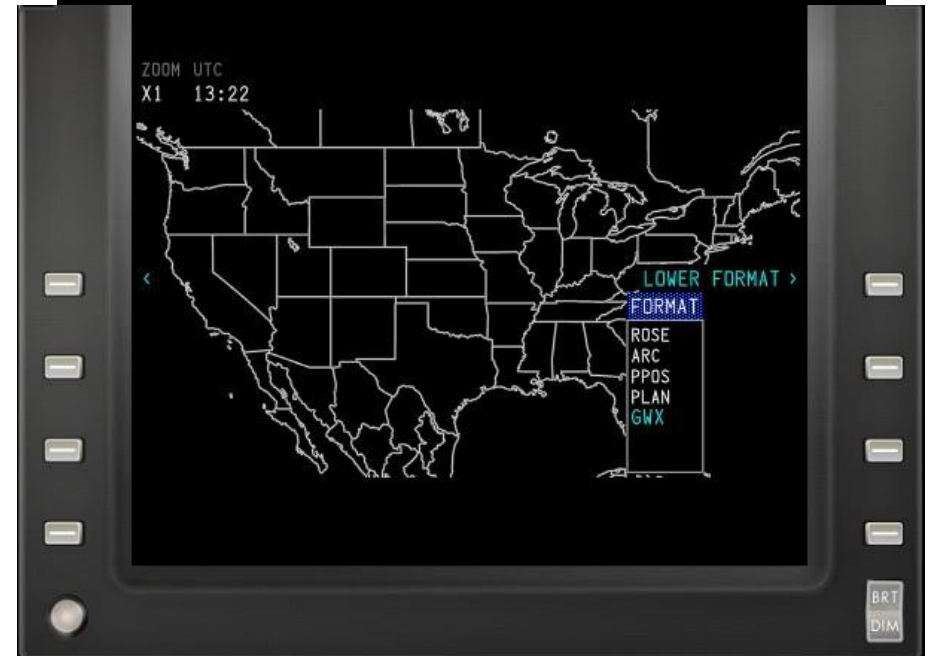 ZOOM UTC
X1 13:22
< LOWER FORMAT >
FORMAT
ROSE
ARC
PPOS
PLAN
GWX
BRT
DIM